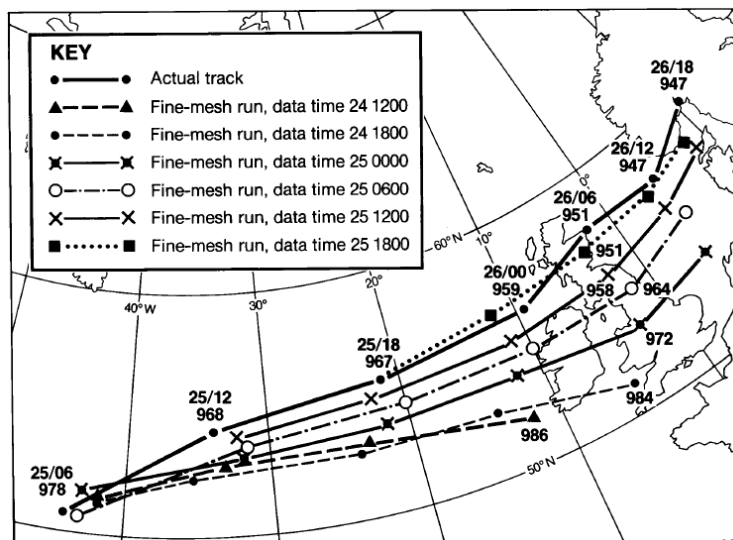 KEY
Actual track
Fine-mesh run, data time 24 1200
Fine-mesh run, data time 24 1800
Fine-mesh run, data time 25 0000
Fine-mesh run, data time 25 0600
Fine-mesh run, data time 25 1200
Fine-mesh run, data time 25 1800
26/18
947
26/12
947
0°
26/06
951
10°
60°N
951
26/00
959
958
964
20°
30°
40°W
972
25/18
967
984
25/12
968
986
50°N
25/06
978